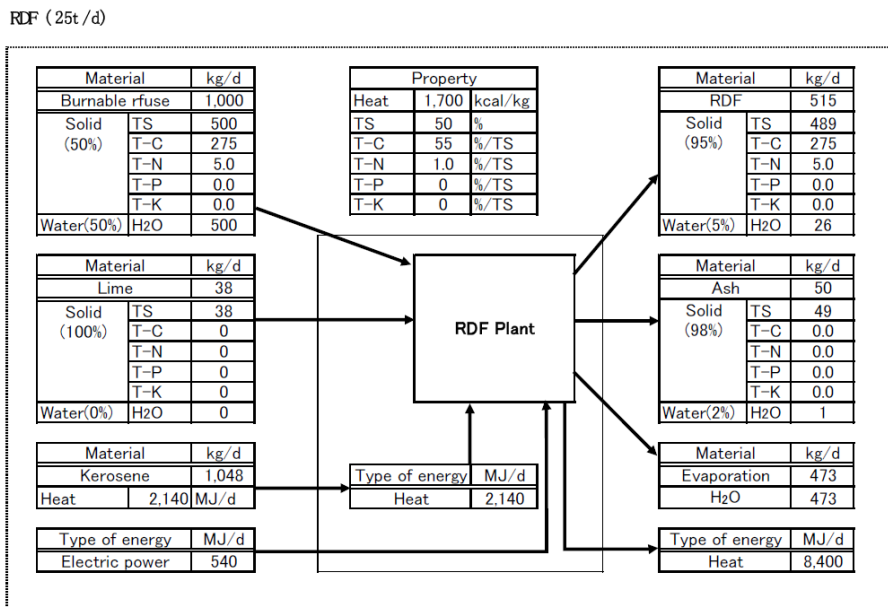 RDF (25t/d)
Material kg/d
Burnable rfuse 1,000
Solid (50%) TS 500
T-C 275
T-N 5.0
T-P 0.0
T-K 0.0
Water(50%) H2O 500
Property
Heat 1,700 kcal/kg
TS 50 %
T-C 55 %/TS
T-N 1.0 %/TS
T-P 0 %/TS
T-K 0 %/TS
Material kg/d
RDF 515
Solid (95%) TS 489
T-C 275
T-N 5.0
T-P 0.0
T-K 0.0
Water(5%) H2O 26
Material kg/d
Lime 38
Solid (100%) TS 38
T-C 0
T-N 0
T-P 0
T-K 0
Water(0%) H2O 0
RDF Plant
Material kg/d
Ash 50
Solid (98%) TS 49
T-C 0.0
T-N 0.0
T-P 0.0
T-K 0.0
Water(2%) H2O 1
Material kg/d
Kerosene 1,048
Heat 2,140 MJ/d
Type of energy MJ/d
Heat 2,140
Material kg/d
Evaporation 473
H2O 473
Type of energy MJ/d
Electric power 540
Type of energy MJ/d
Heat 8,400